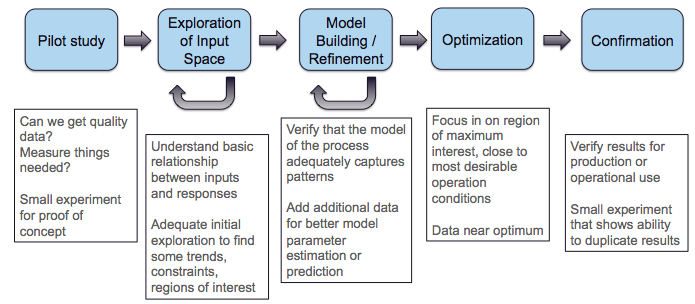 Pilot study
Exploration
of Input
Space
Model
Building /
Refinement
Optimization
Confirmation
Can we get quality
data?
Measure things
needed?
Small experiment
for proof of
concept
Understand basic
relationship
between inputs
and responses
Adequate initial
exploration to find
some trends,
constraints,
regions of interest
Verify that the model
of the process
adequately captures
patterns
Add additional data
for better model
parameter
estimation or
prediction
Focus in on region
of maximum
interest, close to
most desirable
operation
conditions
Data near optimum
Verify results for
production or
operational use
Small experiment
that shows ability
to duplicate results